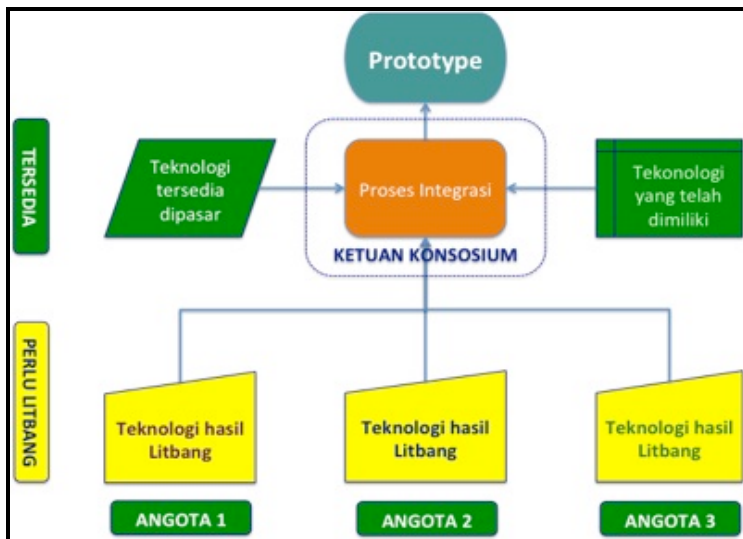 Prototype
TERSEDIA
Teknologi
tersedia
dipasar
Proses Integrasi
Tekonologi
yang telah
dimiliki
KETUAN KONSOSIUM
PERLU LITBANG
Teknologi hasil
Litbang
Teknologi hasil
Litbang
Teknologi hasil
Litbang
ANGOTA 1
ANGOTA 2
ANGOTA 3